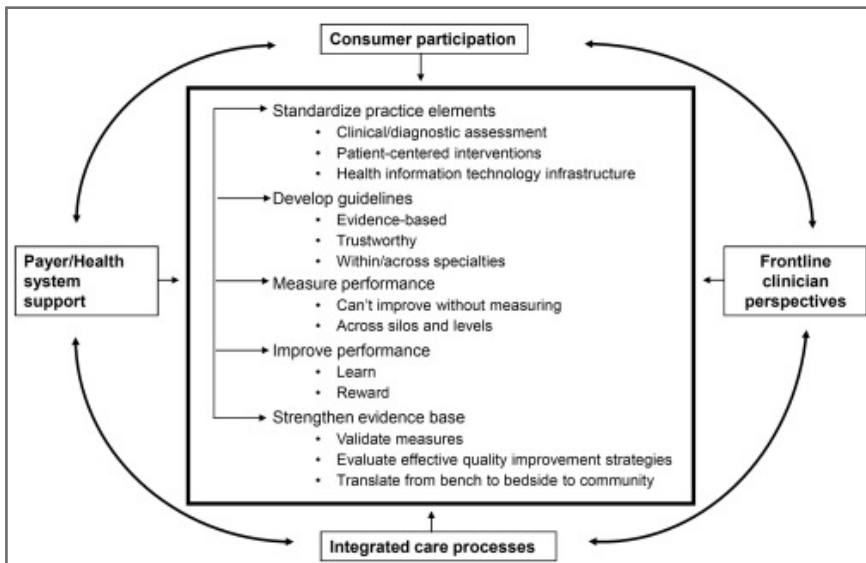 Consumer participation
Standardize practice elements
• Clinical/diagnostic assessment
• Patient-centered interventions
• Health information technology infrastructure
Develop guidelines
• Evidence-based
• Trustworthy
• Within/across specialties
Payer/Health
system
support
Frontline
clinician
perspectives
Measure performance
• Can't improve without measuring
• Across silos and levels
Improve performance
• Learn
• Reward
Strengthen evidence base
• Validate measures
• Evaluate effective quality improvement strategies
• Translate from bench to bedside to community
Integrated care processes